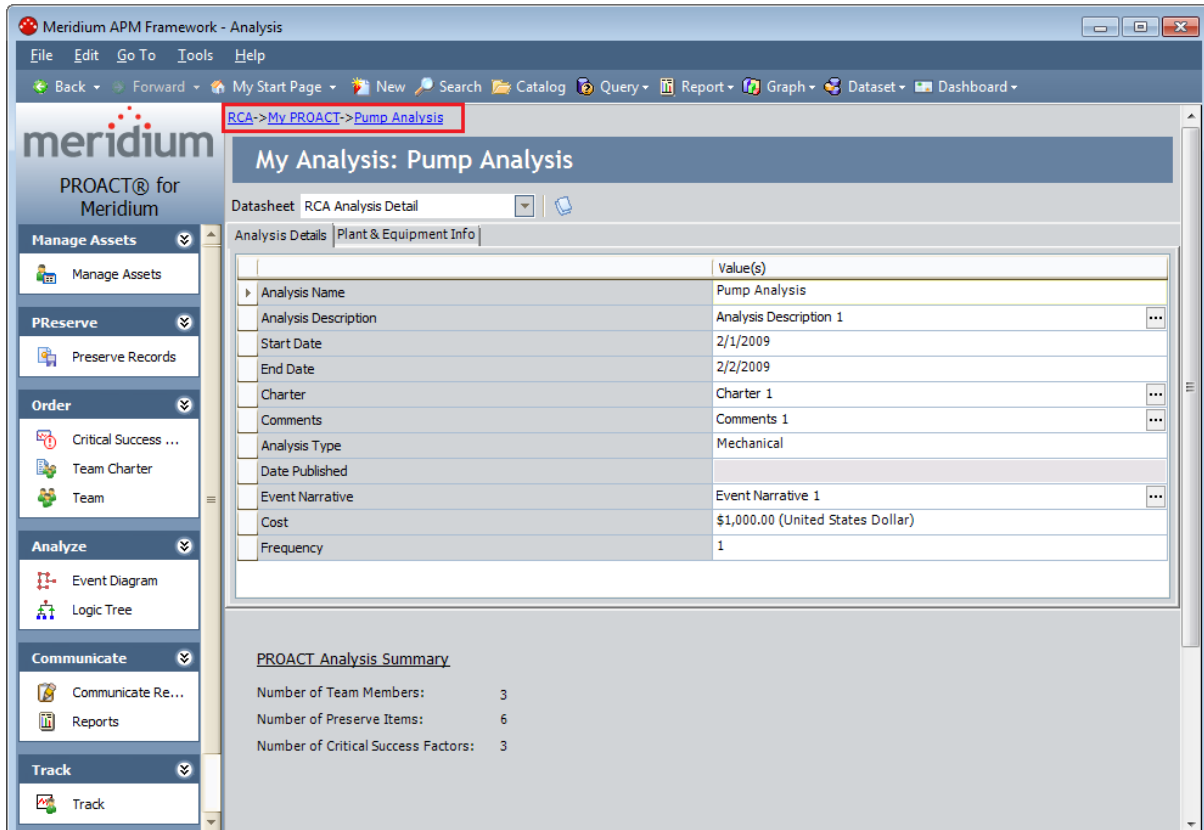 Meridium APM Framework - Analysis
File Edit Go To Tools Help
Back Forward My Start Page New Search Catalog Query Report Graph Dataset Dashboard
RCA->My PROACT->Pump Analysis
meridium
PROACT® for
Meridium
My Analysis: Pump Analysis
Datasheet RCA Analysis Detail
Analysis Details Plant & Equipment Info
Value(s)
Analysis Name Pump Analysis
Analysis Description Analysis Description 1 ...
Start Date 2/1/2009
End Date 2/2/2009
Charter Charter 1 ...
Comments Comments 1 ...
Analysis Type Mechanical
Date Published
Event Narrative Event Narrative 1 ...
Cost $1,000.00 (United States Dollar)
Frequency 1
PROACT Analysis Summary
Number of Team Members: 3
Number of Preserve Items: 6
Number of Critical Success Factors: 3
Manage Assets
Manage Assets
PReserve
Preserve Records
Order
Critical Success ...
Team Charter
Team
Analyze
Event Diagram
Logic Tree
Communicate
Communicate Re...
Reports
Track
Track